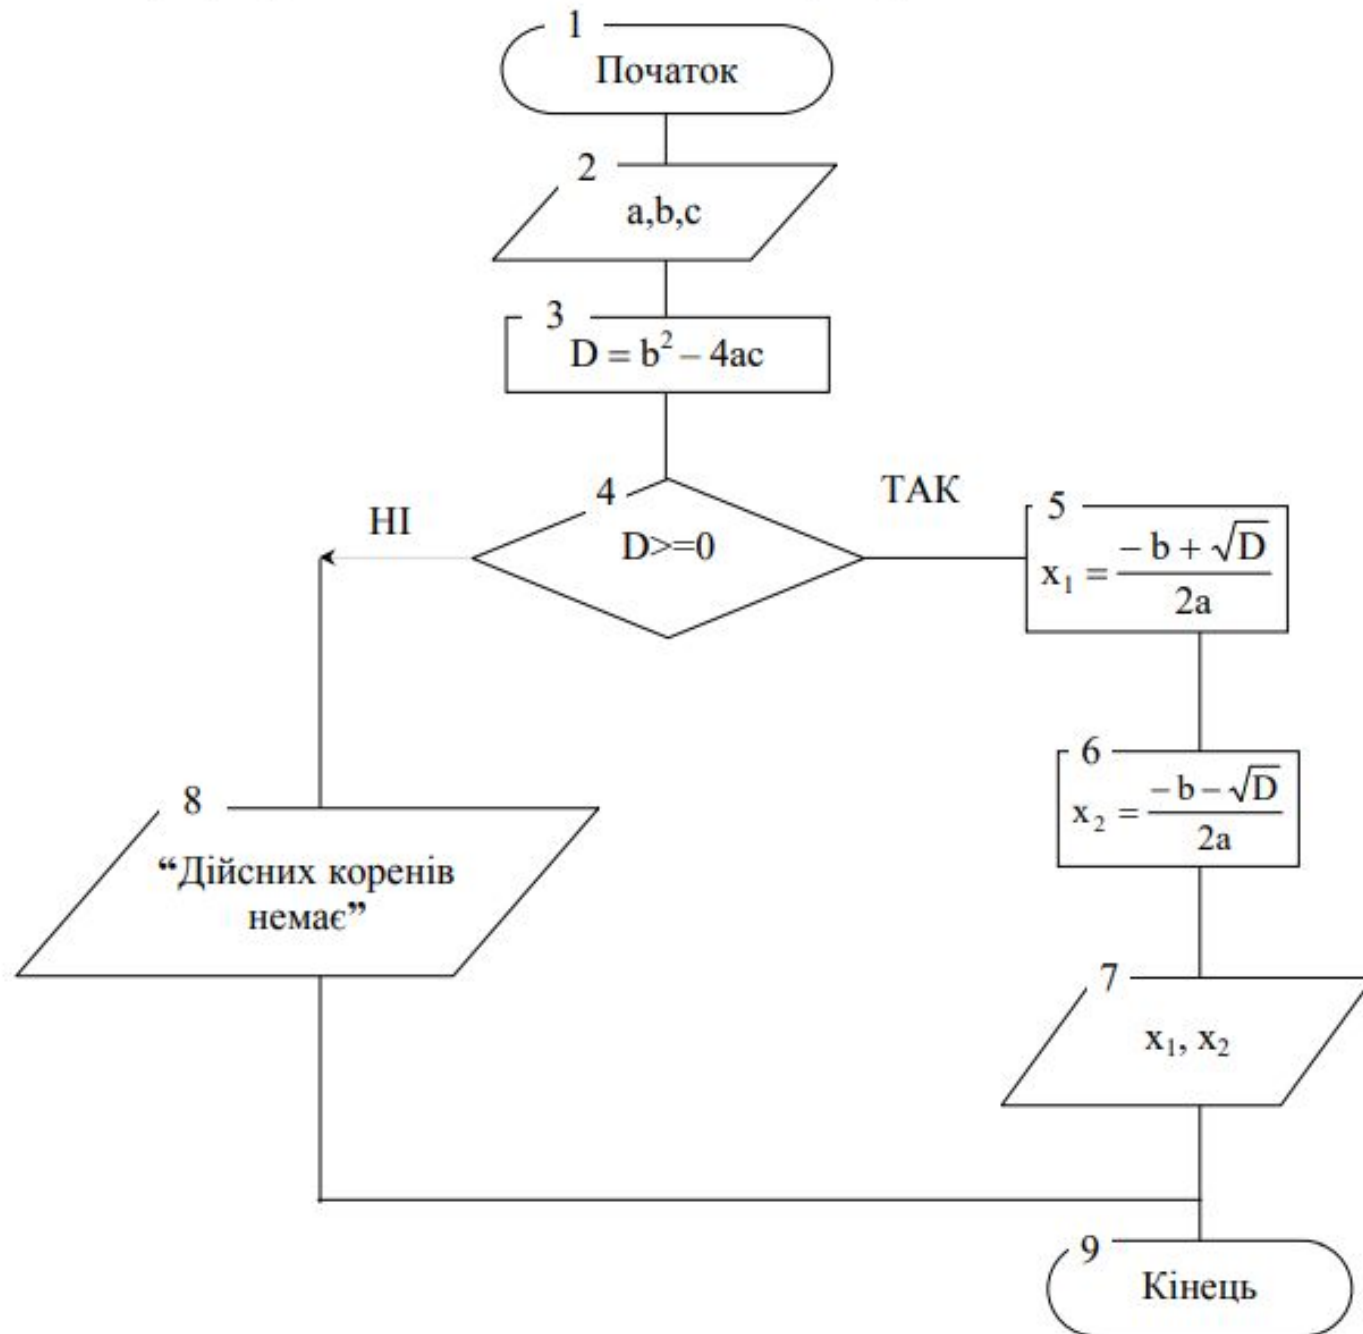 1
Початок
2
a,b,c
3
D = b² – 4ac
4
D>=0
НІ
ТАК
5
x₁ = (– b + √D) / 2a
6
x₂ = (– b – √D) / 2a
7
x₁, x₂
8
“Дійсних коренів
немає”
9
Кінець